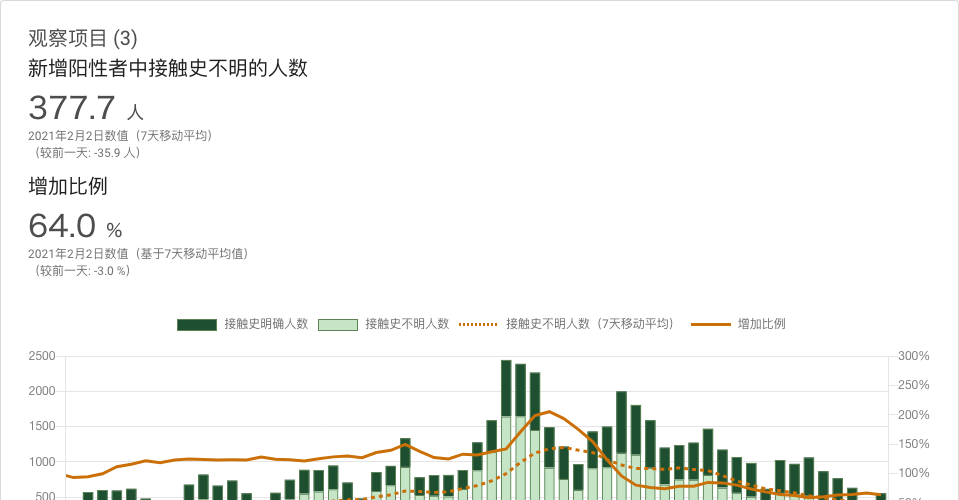 观察项目 (3)
新增阳性者中接触史不明的人数
377.7 人
2021年2月2日数值（7天移动平均）
（较前一天: -35.9 人）
增加比例
64.0 %
2021年2月2日数值（基于7天移动平均值）
（较前一天: -3.0 %）
接触史明确人数 接触史不明人数 接触史不明人数（7天移动平均） 增加比例
2500 300%
250%
2000
200%
1500
150%
1000
100%
500